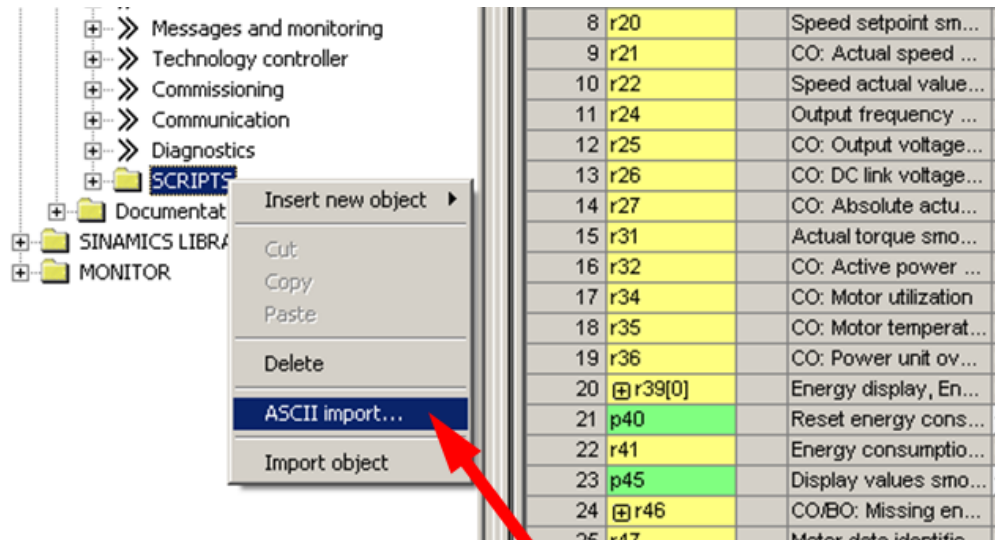 Messages and monitoring
Technology controller
Commissioning
Communication
Diagnostics
SCRIPTS
Documentat
SINAMICS LIBRA
MONITOR
Insert new object
Cut
Copy
Paste
Delete
ASCII import...
Import object
8 r20 Speed setpoint sm...
9 r21 CO: Actual speed ...
10 r22 Speed actual value...
11 r24 Output frequency ...
12 r25 CO: Output voltage...
13 r26 CO: DC link voltage...
14 r27 CO: Absolute actu...
15 r31 Actual torque smo...
16 r32 CO: Active power ...
17 r34 CO: Motor utilization
18 r35 CO: Motor temperat...
19 r36 CO: Power unit ov...
20 r39[0] Energy display, En...
21 p40 Reset energy cons...
22 r41 Energy consumptio...
23 p45 Display values smo...
24 r46 CO/BO: Missing en...
25 r47 Motor data identific...